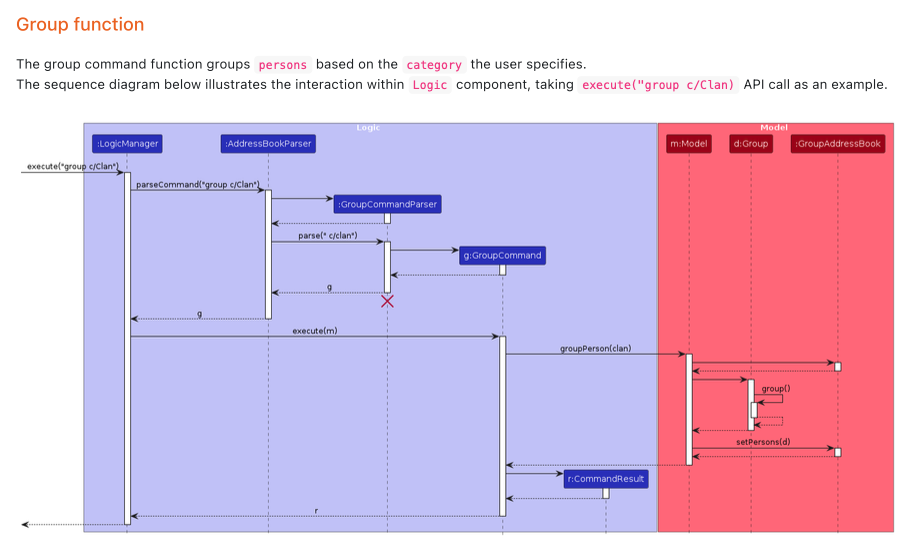 Group function
The group command function groups persons based on the category the user specifies.
The sequence diagram below illustrates the interaction within Logic component, taking execute("group c/Clan) API call as an example.
Logic
Model
:LogicManager
:AddressBookParser
m:Model
d:Group
:GroupAddressBook
execute("group c/Clan")
parseCommand("group c/Clan")
:GroupCommandParser
parse(" c/clan")
g:GroupCommand
g
g
execute(m)
groupPerson(clan)
group()
setPersons(d)
r:CommandResult
r